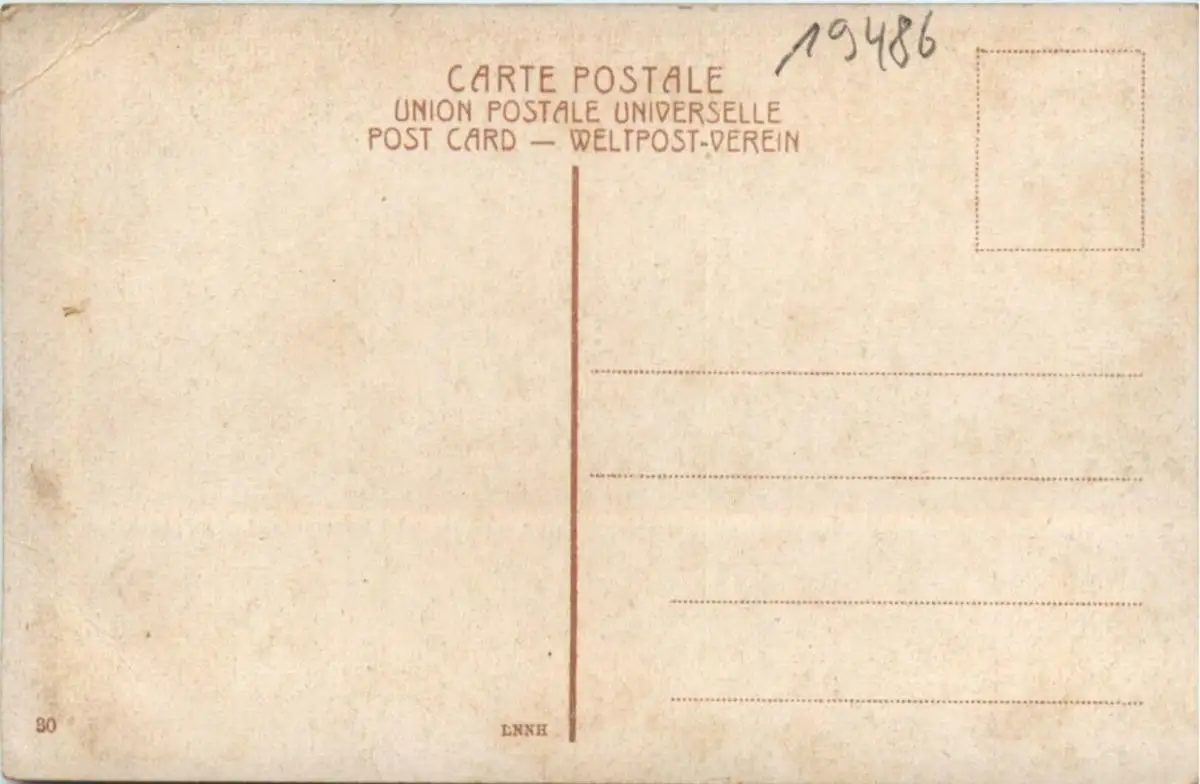 19486
CARTE POSTALE
UNION POSTALE UNIVERSELLE
POST CARD — WELTPOST-VEREIN
30
LNNH